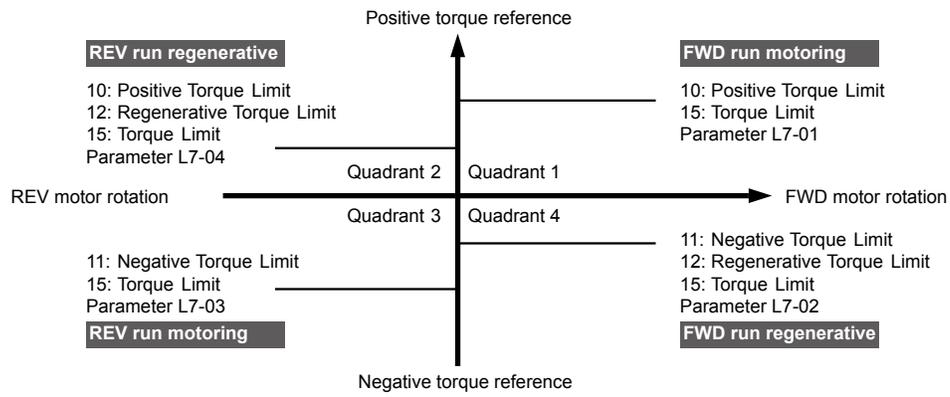 Positive torque reference
REV run regenerative
10: Positive Torque Limit
12: Regenerative Torque Limit
15: Torque Limit
Parameter L7-04
FWD run motoring
10: Positive Torque Limit
15: Torque Limit
Parameter L7-01
Quadrant 2
Quadrant 1
REV motor rotation
FWD motor rotation
Quadrant 3
Quadrant 4
11: Negative Torque Limit
15: Torque Limit
Parameter L7-03
REV run motoring
11: Negative Torque Limit
12: Regenerative Torque Limit
15: Torque Limit
Parameter L7-02
FWD run regenerative
Negative torque reference